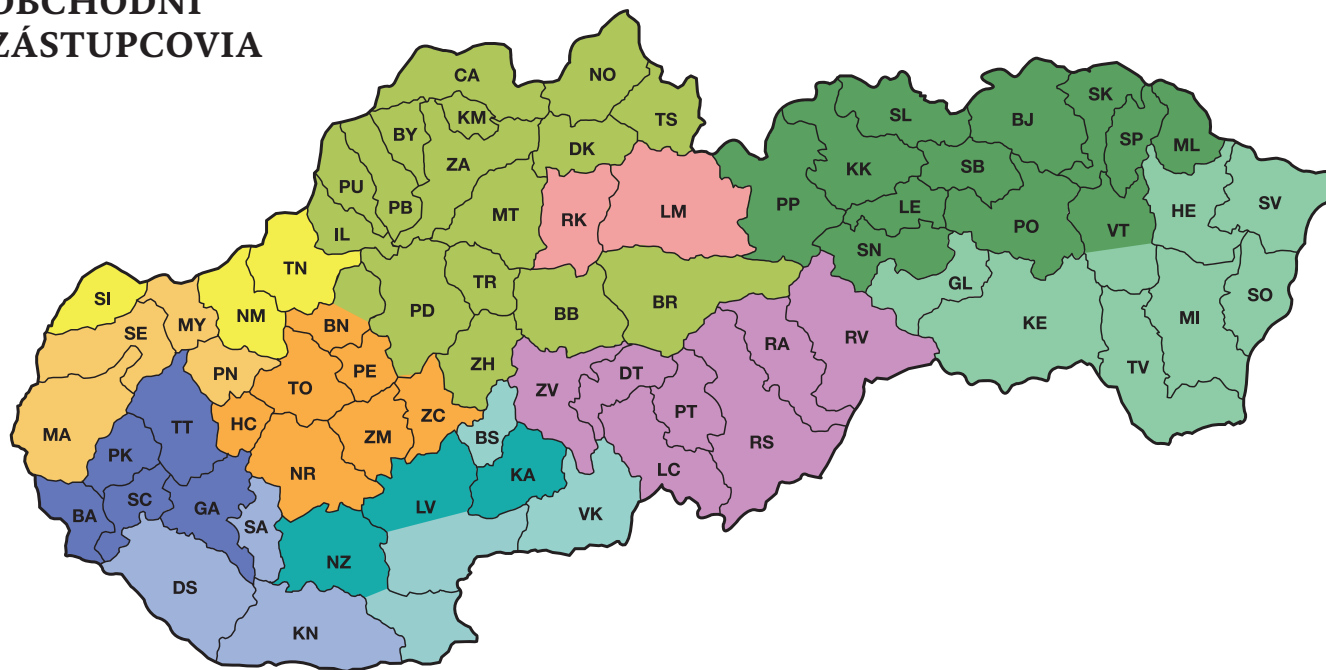 OBCHODNÍ
ZÁSTUPCOVIA
CA
NO
KM
TS
BY
DK
ZA
PU
PB
MT
IL
RK
LM
SL
BJ
SK
SP
ML
KK
SB
PP
LE
PO
VT
HE
SV
SN
GL
KE
MI
SO
TV
TN
SI
NM
SE
MY
BN
PD
TR
BB
BR
PN
TO
PE
ZH
ZC
ZV
DT
RA
RV
PT
RS
LC
MA
TT
HC
ZM
BS
KA
PK
NR
LV
VK
BA
SC
GA
SA
NZ
DS
KN